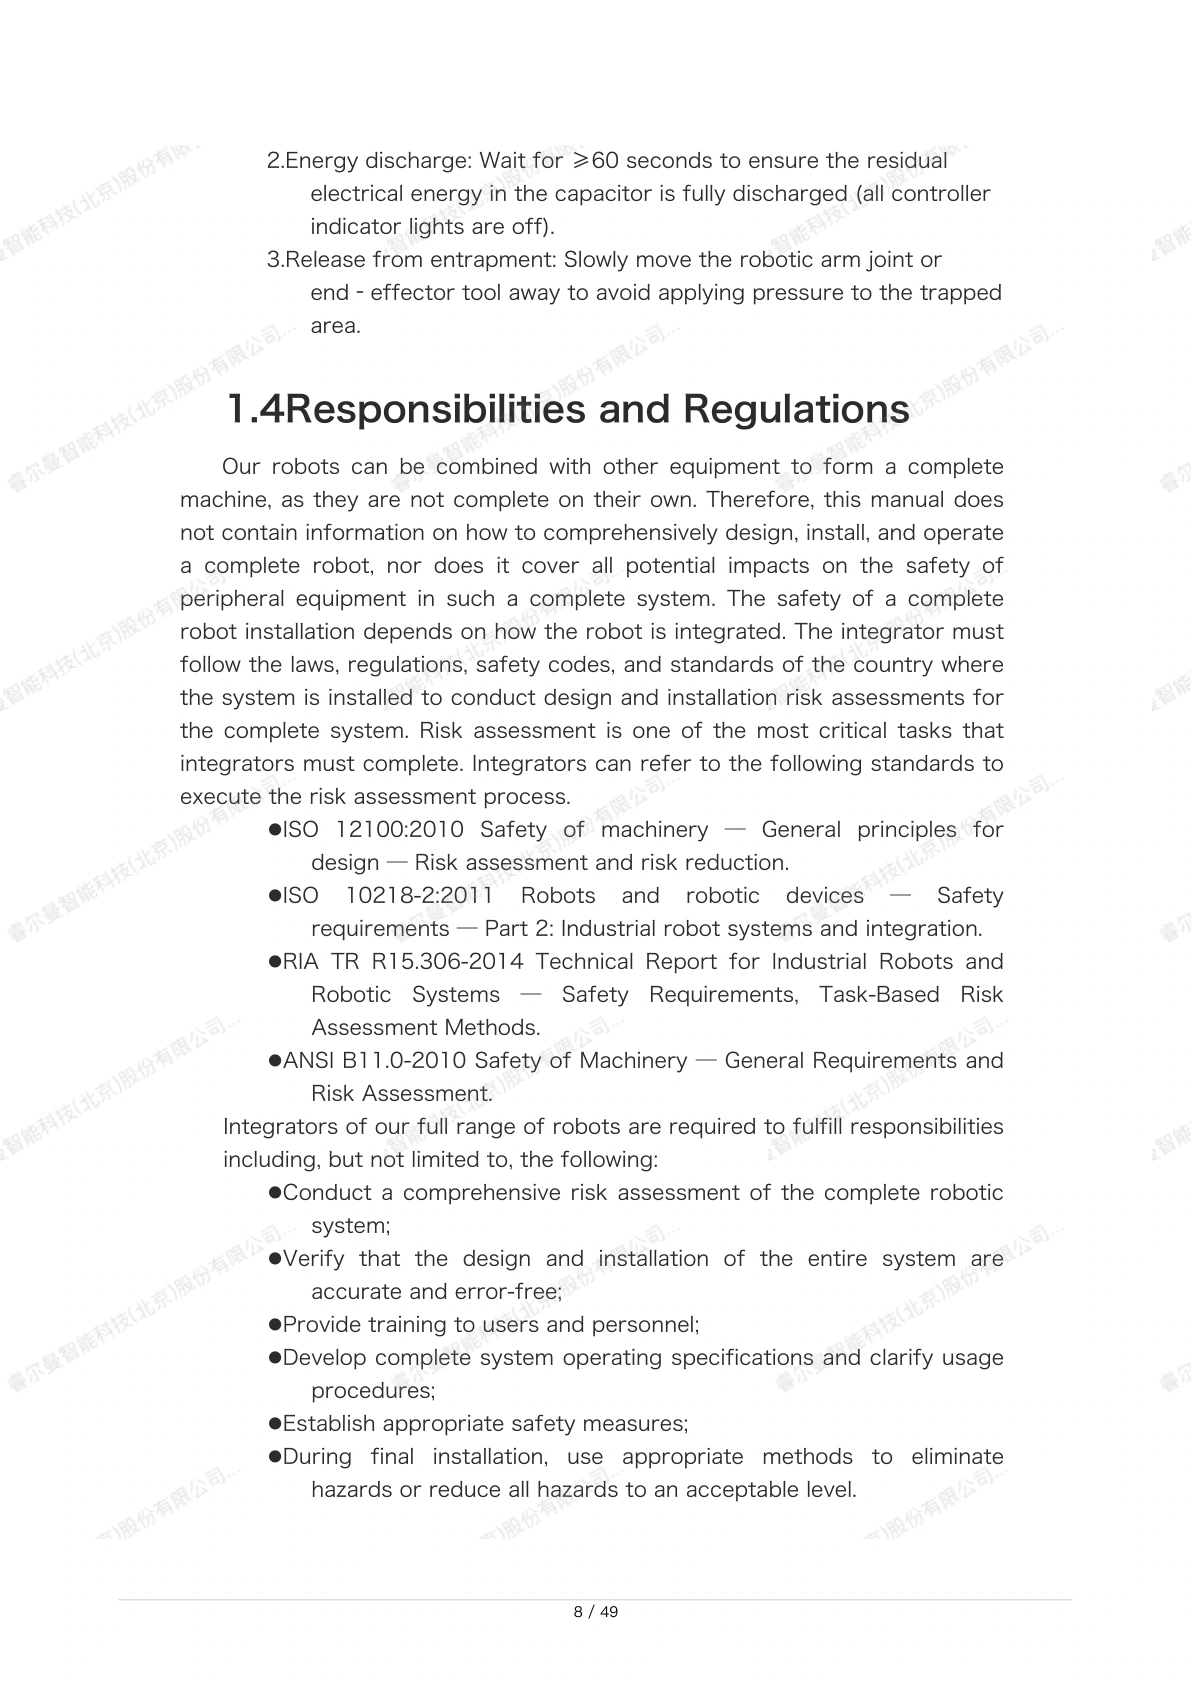 2.Energy discharge: Wait for ≥60 seconds to ensure the residual
electrical energy in the capacitor is fully discharged (all controller
indicator lights are off).
3.Release from entrapment: Slowly move the robotic arm joint or
end - effector tool away to avoid applying pressure to the trapped
area.
1.4Responsibilities and Regulations
Our robots can be combined with other equipment to form a complete
machine, as they are not complete on their own. Therefore, this manual does
not contain information on how to comprehensively design, install, and operate
a complete robot, nor does it cover all potential impacts on the safety of
peripheral equipment in such a complete system. The safety of a complete
robot installation depends on how the robot is integrated. The integrator must
follow the laws, regulations, safety codes, and standards of the country where
the system is installed to conduct design and installation risk assessments for
the complete system. Risk assessment is one of the most critical tasks that
integrators must complete. Integrators can refer to the following standards to
execute the risk assessment process.
●ISO 12100:2010 Safety of machinery — General principles for
design — Risk assessment and risk reduction.
●ISO 10218-2:2011 Robots and robotic devices — Safety
requirements — Part 2: Industrial robot systems and integration.
●RIA TR R15.306-2014 Technical Report for Industrial Robots and
Robotic Systems — Safety Requirements, Task-Based Risk
Assessment Methods.
●ANSI B11.0-2010 Safety of Machinery — General Requirements and
Risk Assessment.
Integrators of our full range of robots are required to fulfill responsibilities
including, but not limited to, the following:
●Conduct a comprehensive risk assessment of the complete robotic
system;
●Verify that the design and installation of the entire system are
accurate and error-free;
●Provide training to users and personnel;
●Develop complete system operating specifications and clarify usage
procedures;
●Establish appropriate safety measures;
●During final installation, use appropriate methods to eliminate
hazards or reduce all hazards to an acceptable level.
8 / 49
睿尔曼智能科技(北京)股份有限公司...